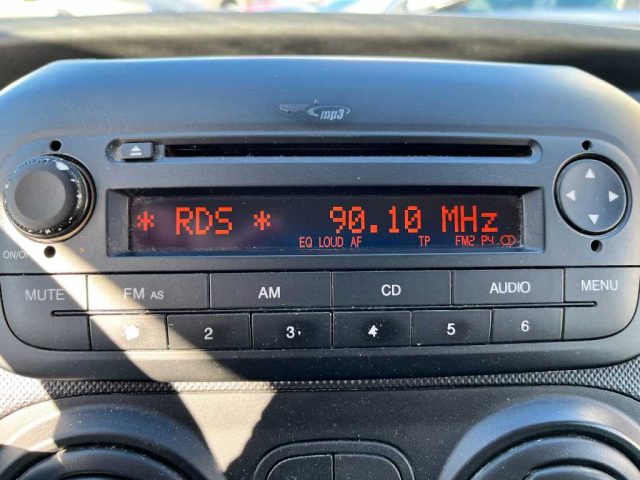 mp3
* RDS * 90.10 MHz
EQ LOUD AF TP FM2 P4
ON/OFF
MUTE FM AS AM CD AUDIO MENU
2 3 4 5 6